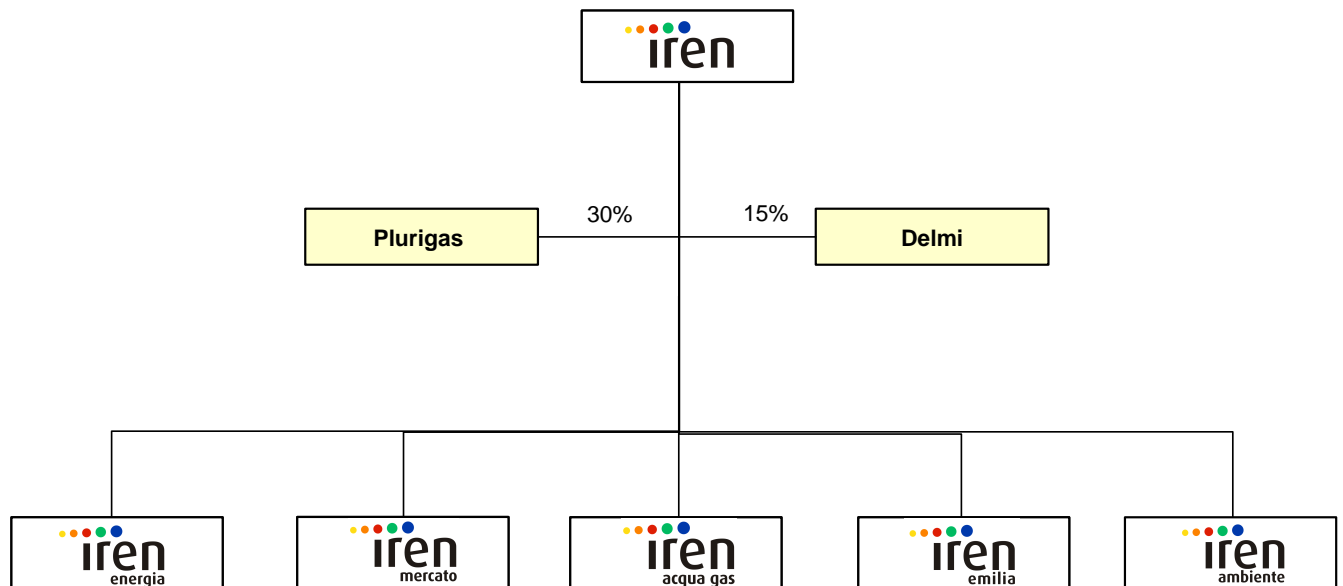 iren
30%
15%
Plurigas
Delmi
iren
energia
iren
mercato
iren
acqua gas
iren
emilia
iren
ambiente